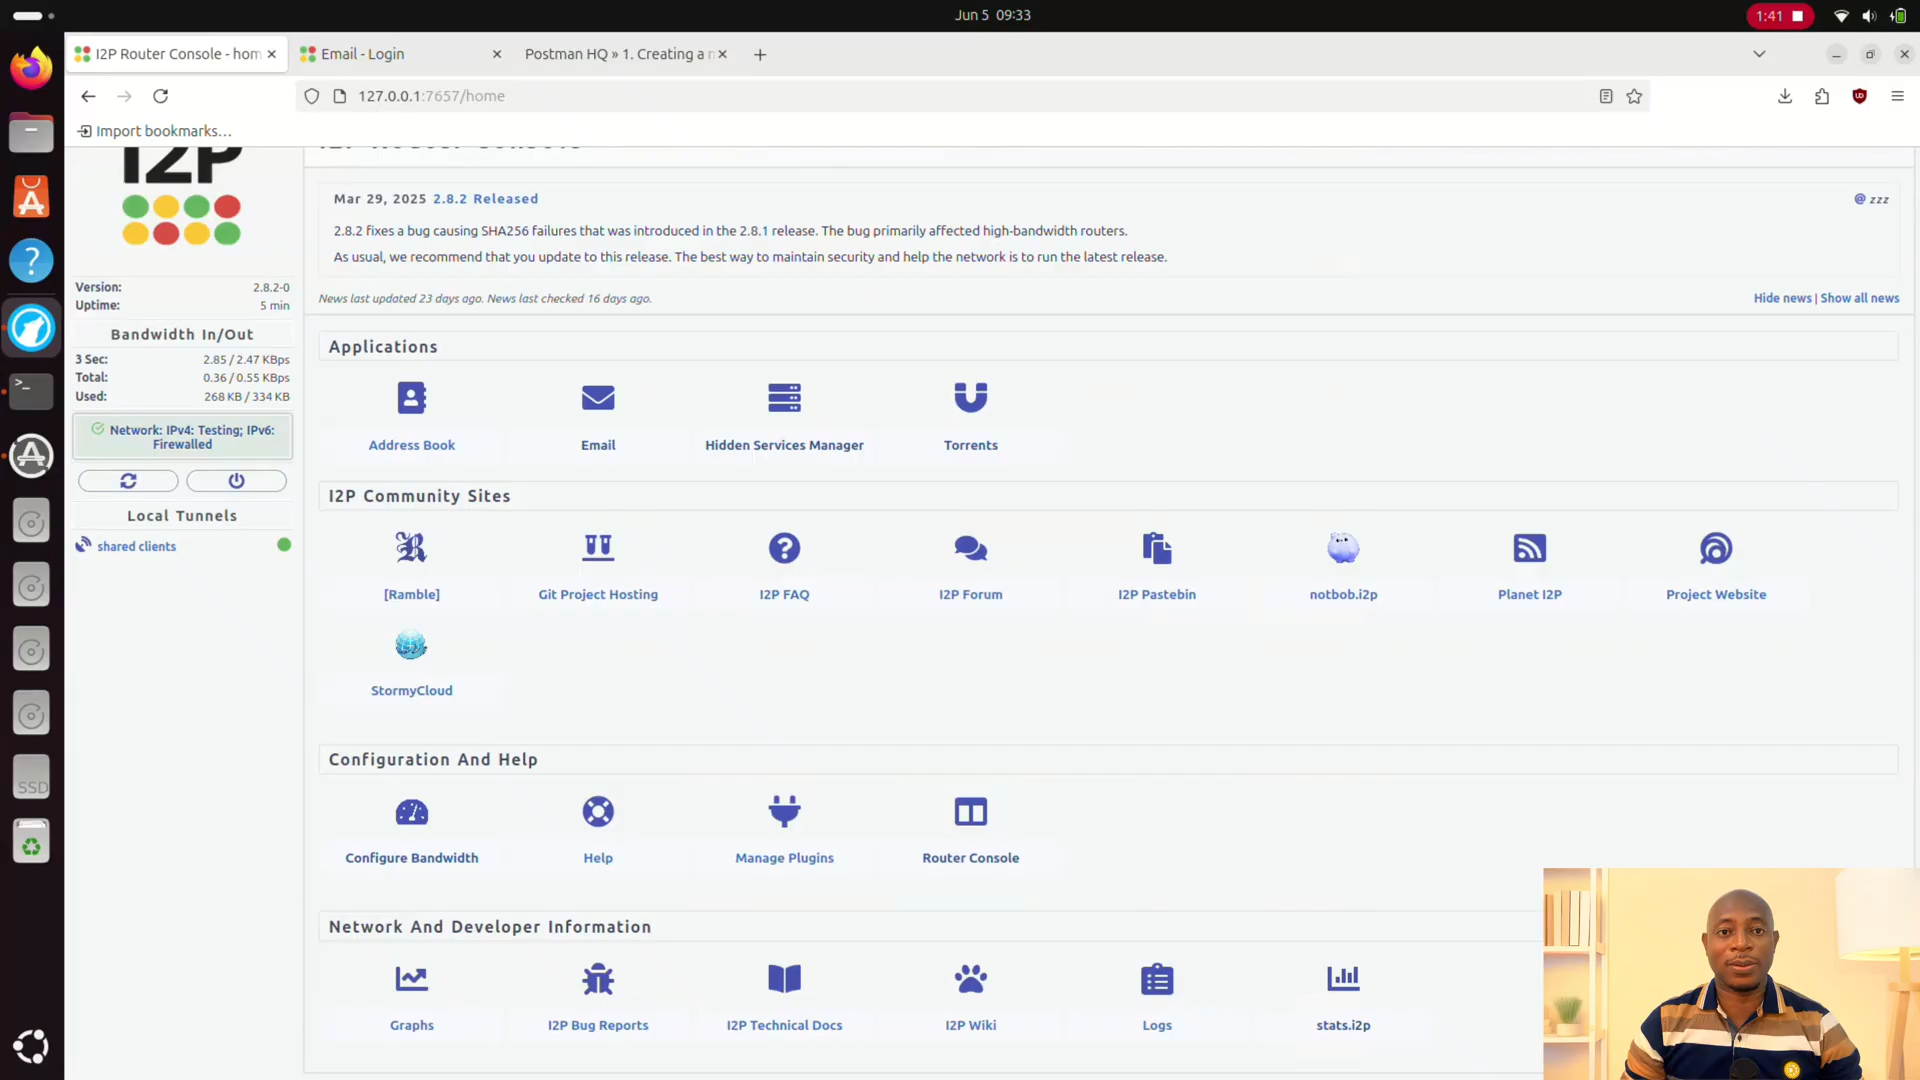 Jun 5 09:33
1:41
I2P Router Console - hom
Email - Login
Postman HQ » 1. Creating a n
127.0.0.1:7657/home
Import bookmarks...
I2P
I2P Router Console
Mar 29, 2025 2.8.2 Released
@ zzz
2.8.2 fixes a bug causing SHA256 failures that was introduced in the 2.8.1 release. The bug primarily affected high-bandwidth routers.
As usual, we recommend that you update to this release. The best way to maintain security and help the network is to run the latest release.
News last updated 23 days ago. News last checked 16 days ago.
Hide news | Show all news
Version: 2.8.2-0
Uptime: 5 min
Bandwidth In/Out
3 Sec: 2.85 / 2.47 KBps
Total: 0.36 / 0.55 KBps
Used: 268 KB / 334 KB
Network: IPv4: Testing; IPv6:
Firewalled
Local Tunnels
shared clients
Applications
Address Book
Email
Hidden Services Manager
Torrents
I2P Community Sites
[Ramble]
Git Project Hosting
I2P FAQ
I2P Forum
I2P Pastebin
notbob.i2p
Planet I2P
Project Website
StormyCloud
Configuration And Help
Configure Bandwidth
Help
Manage Plugins
Router Console
Network And Developer Information
Graphs
I2P Bug Reports
I2P Technical Docs
I2P Wiki
Logs
stats.i2p
SSD